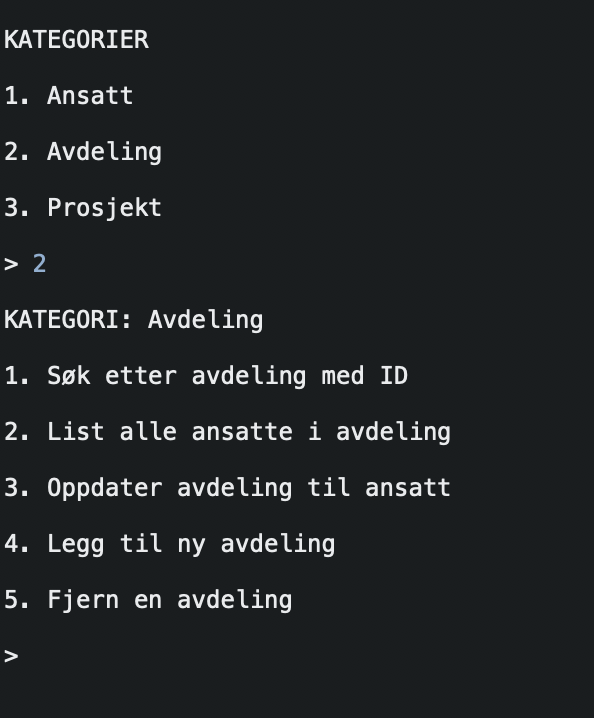 KATEGORIER
1. Ansatt
2. Avdeling
3. Prosjekt
> 2
KATEGORI: Avdeling
1. Søk etter avdeling med ID
2. List alle ansatte i avdeling
3. Oppdater avdeling til ansatt
4. Legg til ny avdeling
5. Fjern en avdeling
>